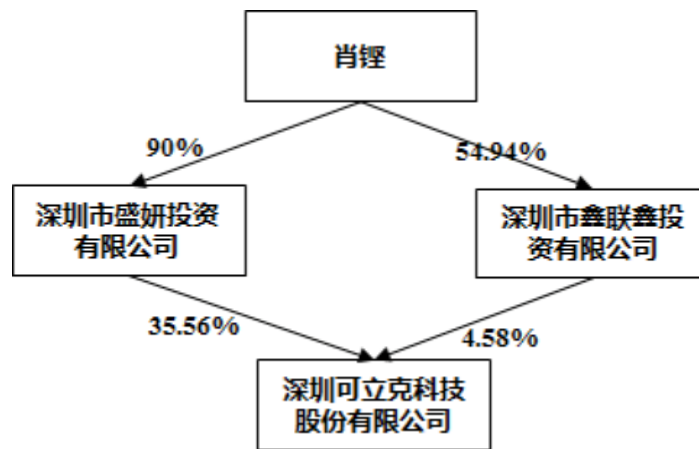 肖铿
90%
54.94%
深圳市盛妍投资
有限公司
深圳市鑫联鑫投
资有限公司
35.56%
4.58%
深圳可立克科技
股份有限公司